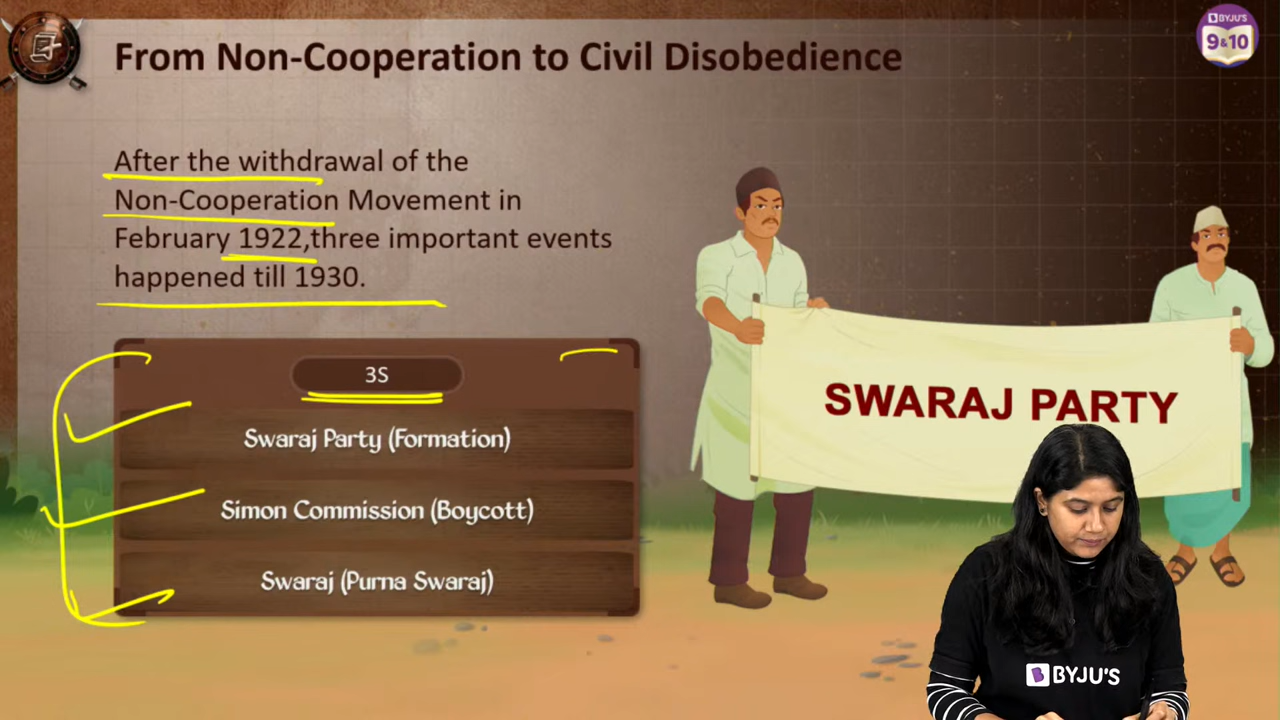 From Non-Cooperation to Civil Disobedience
BYJU'S
9&10
After the withdrawal of the
Non-Cooperation Movement in
February 1922,three important events
happened till 1930.
3S
Swaraj Party (Formation)
Simon Commission (Boycott)
Swaraj (Purna Swaraj)
SWARAJ PARTY
BYJU'S